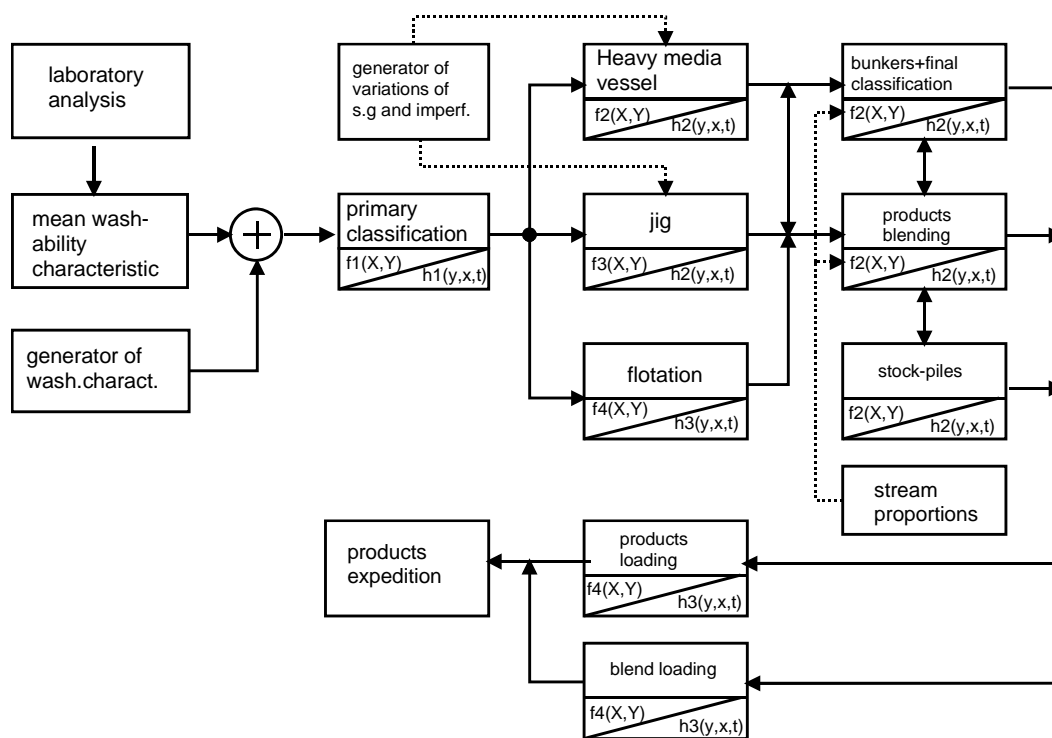 laboratory
analysis
generator of
variations of
s.g and imperf.
Heavy media
vessel
f2(X,Y)
h2(y,x,t)
bunkers+final
classification
f2(X,Y)
h2(y,x,t)
mean wash-
ability
characteristic
+
primary
classification
f1(X,Y)
h1(y,x,t)
jig
f3(X,Y)
h2(y,x,t)
products
blending
f2(X,Y)
h2(y,x,t)
generator of
wash.charact.
flotation
f4(X,Y)
h3(y,x,t)
stock-piles
f2(X,Y)
h2(y,x,t)
stream
proportions
products
expedition
products
loading
f4(X,Y)
h3(y,x,t)
blend loading
f4(X,Y)
h3(y,x,t)